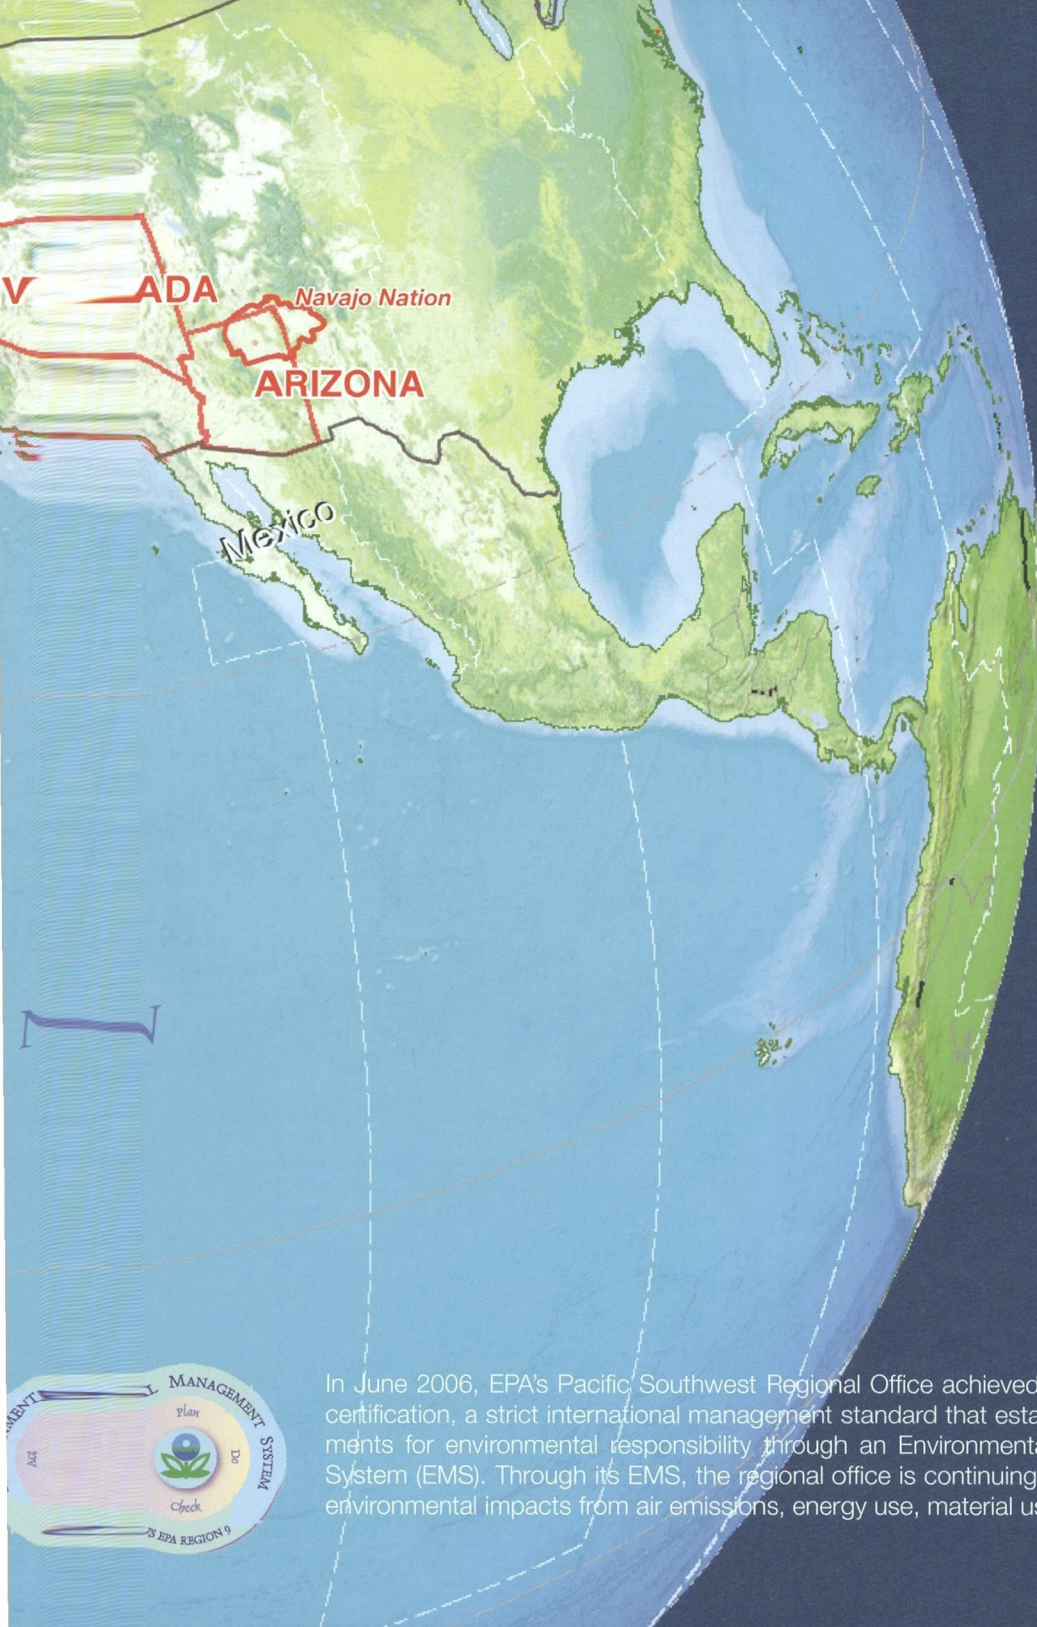 V ADA
Navajo Nation
ARIZONA
Mexico
L MANAGEMENT SYSTEM
Plan
Do
Check
Act
S EPA REGION 9
In June 2006, EPA's Pacific Southwest Regional Office achieved
certification, a strict international management standard that esta
ments for environmental responsibility through an Environmenta
System (EMS). Through its EMS, the regional office is continuing
environmental impacts from air emissions, energy use, material us